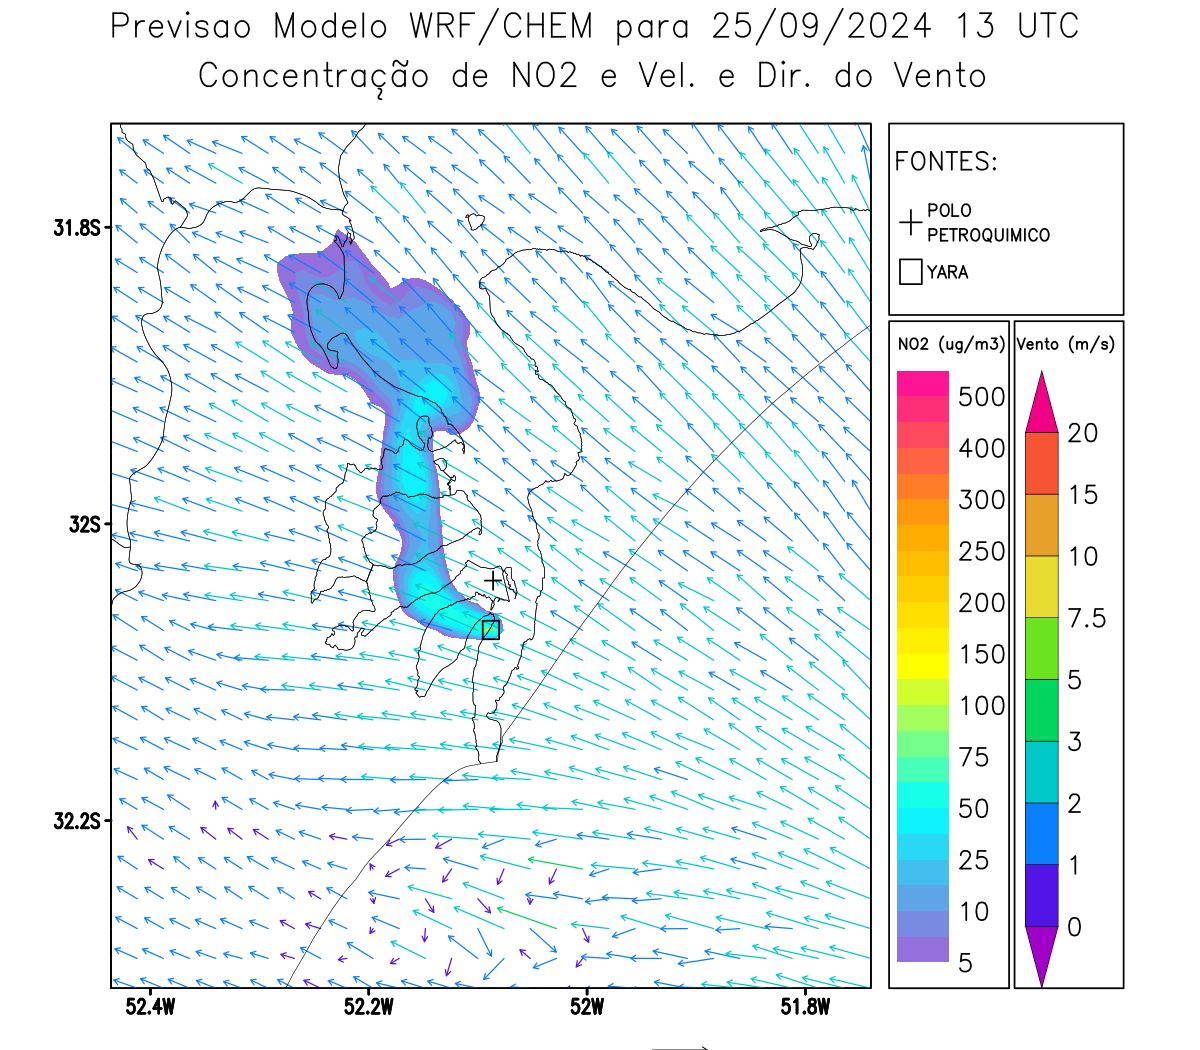 Previsao Modelo WRF/CHEM para 25/09/2024 13 UTC
Concentração de NO2 e Vel. e Dir. do Vento
FONTES:
POLO
PETROQUIMICO
YARA
NO2 (ug/m3)
500
400
300
250
200
150
100
75
50
25
10
5
Vento (m/s)
20
15
10
7.5
5
3
2
1
0
31.8S
32S
32.2S
52.4W
52.2W
52W
51.8W